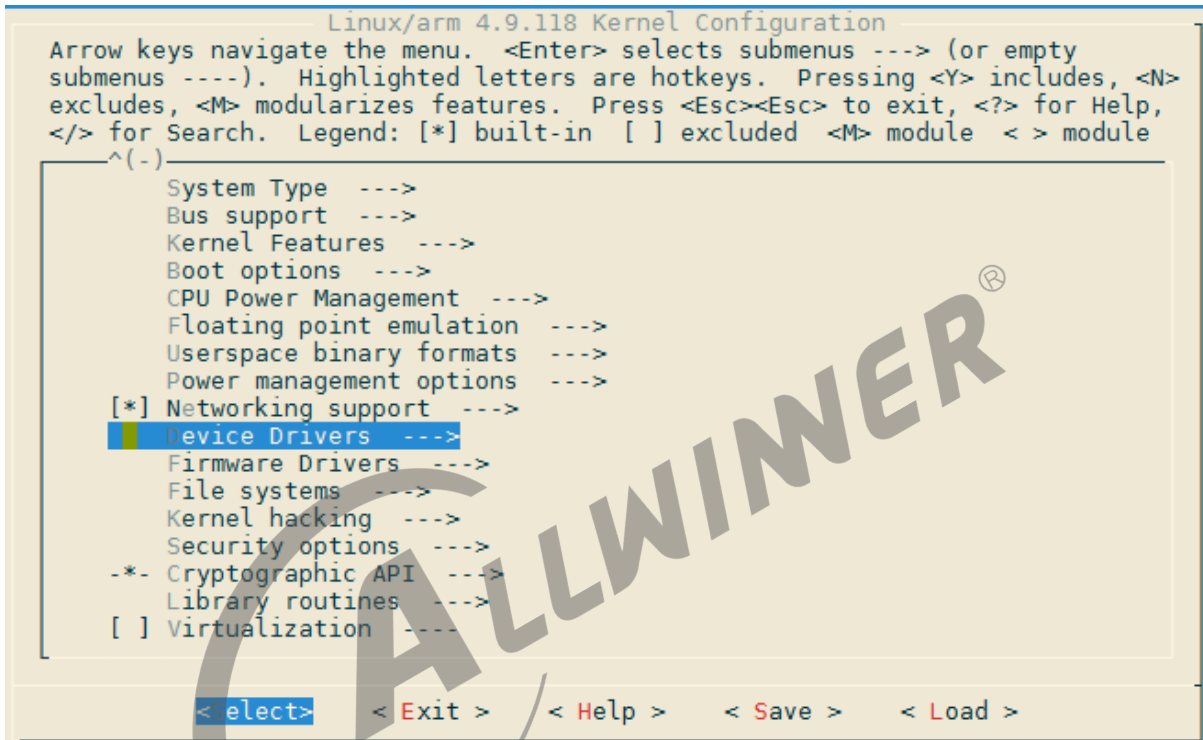 Linux/arm 4.9.118 Kernel Configuration
Arrow keys navigate the menu.  <Enter> selects submenus ---> (or empty
submenus ----).  Highlighted letters are hotkeys.  Pressing <Y> includes, <N>
excludes, <M> modularizes features.  Press <Esc><Esc> to exit, <?> for Help,
</> for Search.  Legend: [*] built-in  [ ] excluded  <M> module  < > module
^(-)
System Type  --->
Bus support  --->
Kernel Features  --->
Boot options  --->
CPU Power Management  --->
Floating point emulation  --->
Userspace binary formats  --->
Power management options  --->
[*] Networking support  --->
Device Drivers  --->
Firmware Drivers  --->
File systems  --->
Kernel hacking  --->
Security options  --->
-*- Cryptographic API  --->
Library routines  --->
[ ] Virtualization  ----
<Select>    < Exit >    < Help >    < Save >    < Load >
ALLWINNER®